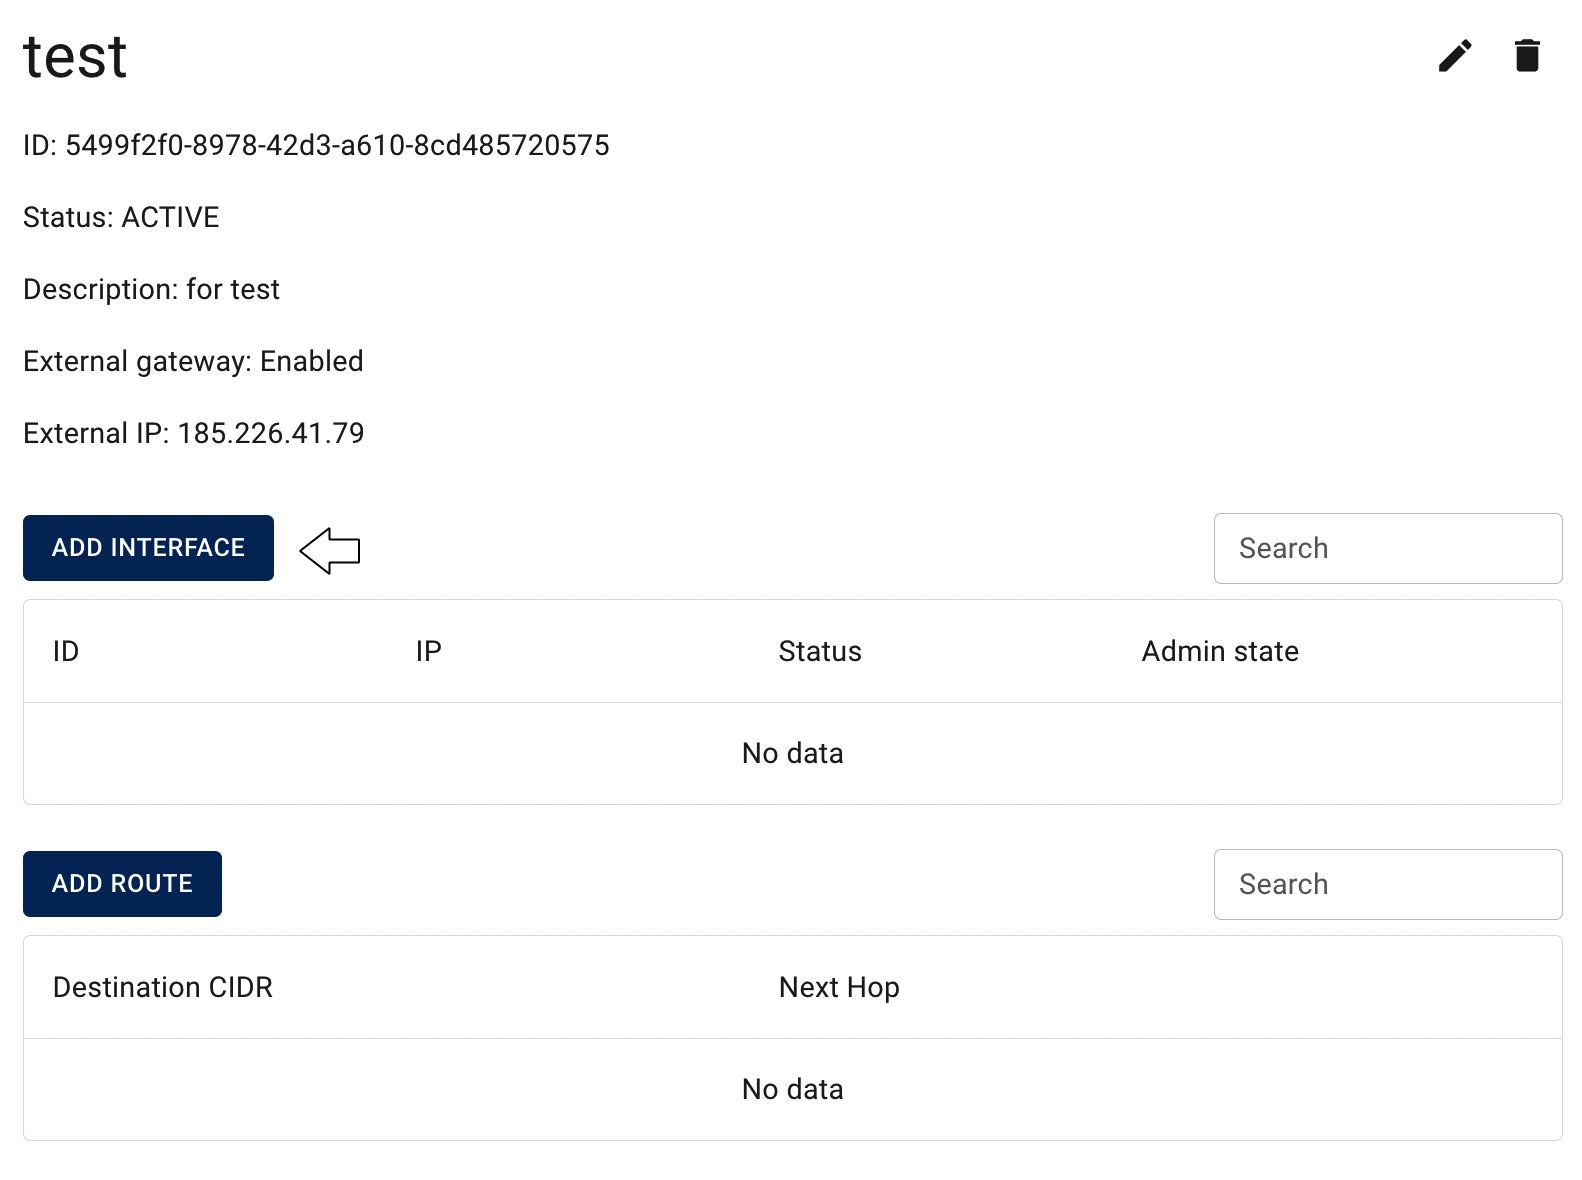 test
ID: 5499f2f0-8978-42d3-a610-8cd485720575
Status: ACTIVE
Description: for test
External gateway: Enabled
External IP: 185.226.41.79
ADD INTERFACE
Search
ID IP Status Admin state
No data
ADD ROUTE
Search
Destination CIDR Next Hop
No data